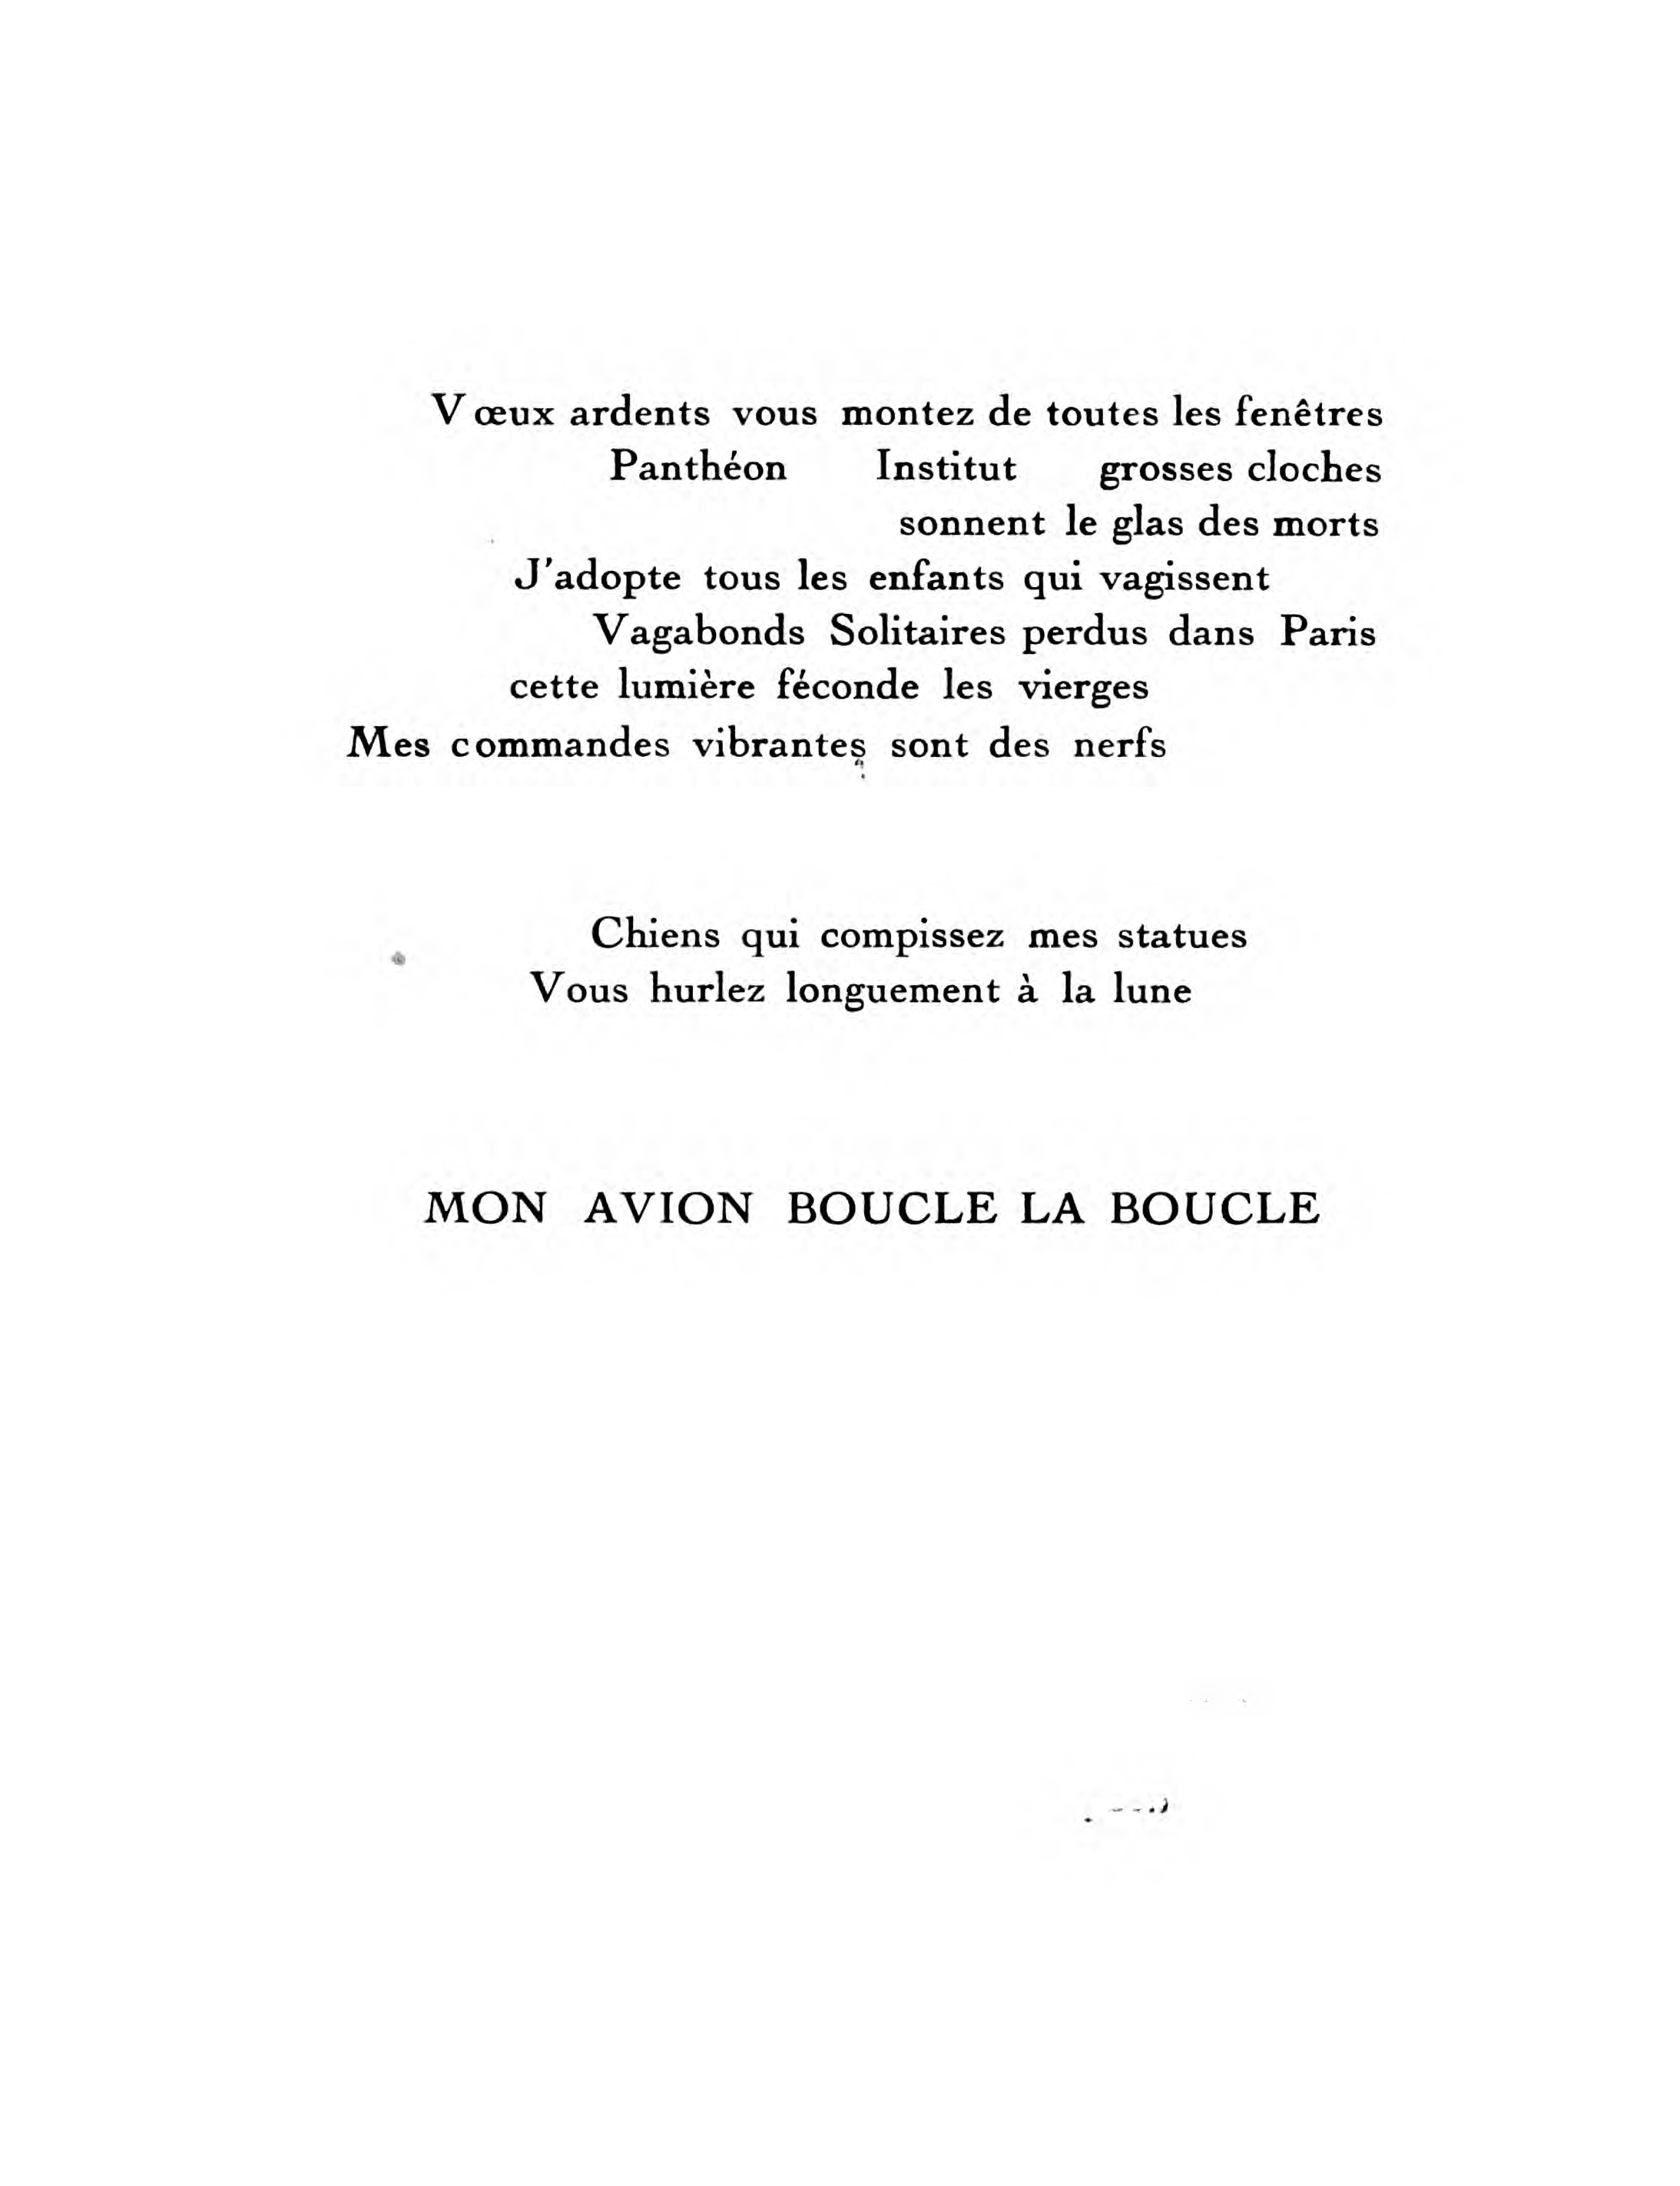 Vœux ardents vous montez de toutes les fenêtres
Panthéon Institut grosses cloches
sonnent le glas des morts
J'adopte tous les enfants qui vagissent
Vagabonds Solitaires perdus dans Paris
cette lumière féconde les vierges
Mes commandes vibrantes sont des nerfs
Chiens qui compissez mes statues
Vous hurlez longuement à la lune
MON AVION BOUCLE LA BOUCLE